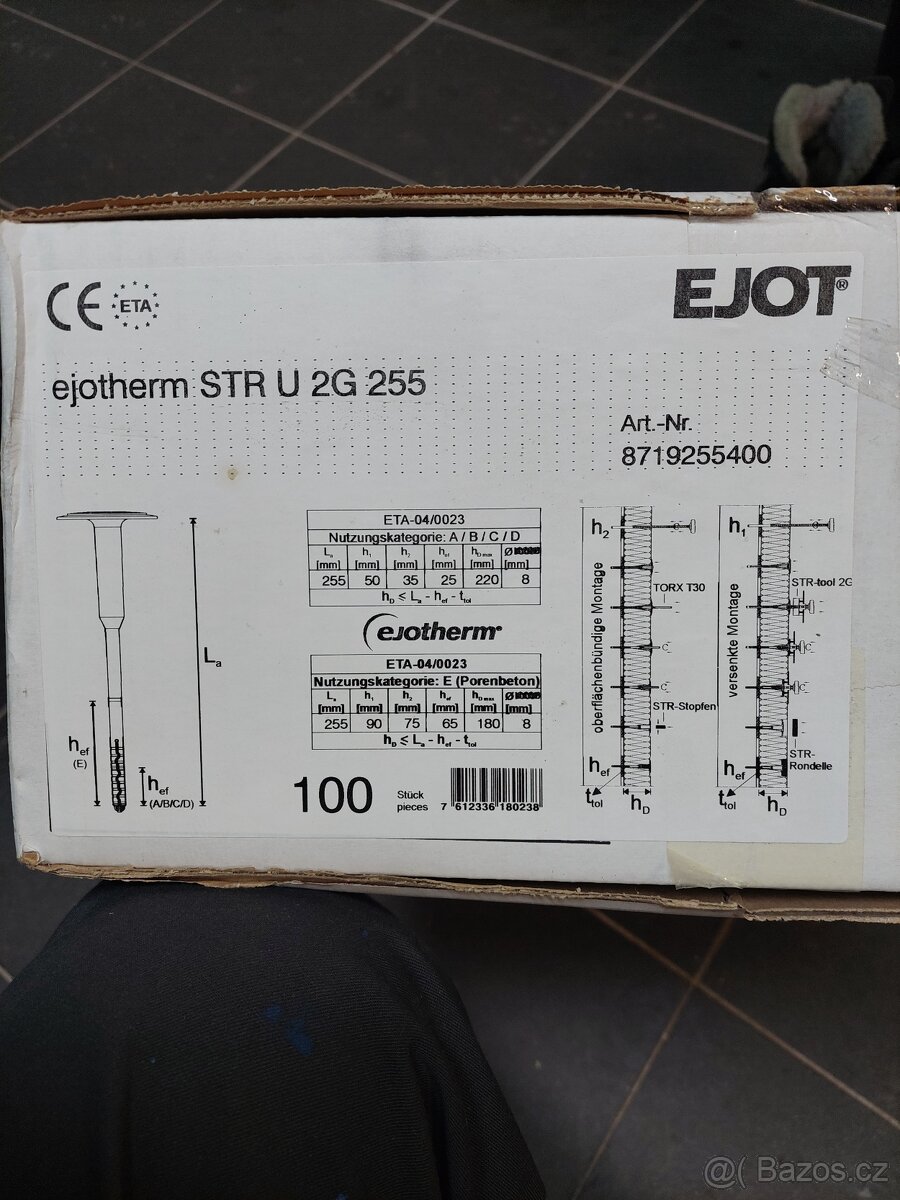 CE ETA
EJOT®
ejotherm STR U 2G 255
Art.-Nr.
8719255400
ETA-04/0023
Nutzungskategorie: A / B / C / D
La h1 h2 hef hD max Ø
[mm] [mm] [mm] [mm] [mm] [mm]
255 50 35 25 220 8
hD ≤ La - hef - ttol
ejotherm®
ETA-04/0023
Nutzungskategorie: E (Porenbeton)
La h1 h2 hef hD max Ø
[mm] [mm] [mm] [mm] [mm] [mm]
255 90 75 65 180 8
hD ≤ La - hef - ttol
100 Stück
pieces
7 612336 180238
La
hef
(E)
hef
(A/B/C/D)
h2
oberflächenbündige Montage
TORX T30
STR-Stopfen
hef
ttol
hD
h1
versenkte Montage
STR-tool 2G
STR-
Rondelle
hef
ttol
hD
@ Bazos.cz